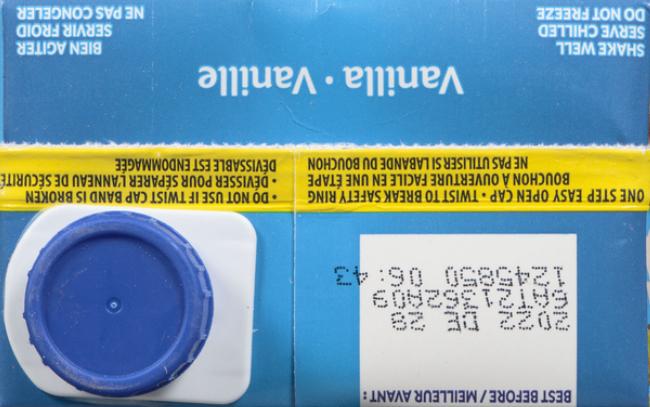 BEST BEFORE / MEILLEUR AVANT :
2022 DE 28
6AT21362A09
1245850 06:43
ONE STEP EASY OPEN CAP • TWIST TO BREAK SAFETY RING • DO NOT USE IF TWIST CAP BAND IS BROKEN
BOUCHON À OUVERTURE FACILE EN UNE ÉTAPE • DÉVISSER POUR SÉPARER L'ANNEAU DE SÉCURITÉ
NE PAS UTILISER SI LA BANDE DU BOUCHON DÉVISSABLE EST ENDOMMAGÉE
Vanilla • Vanille
SHAKE WELL
SERVE CHILLED
DO NOT FREEZE
BIEN AGITER
SERVIR FROID
NE PAS CONGELER